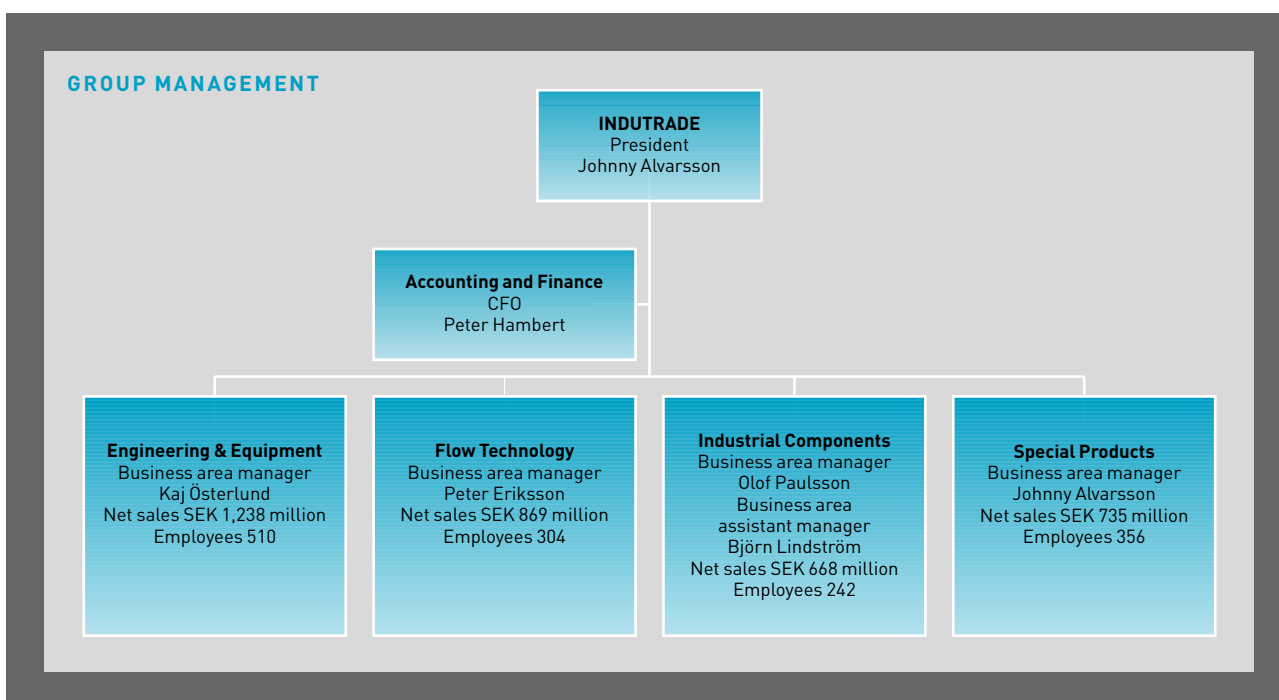 GROUP MANAGEMENT
INDUTRADE
President
Johnny Alvarsson
Accounting and Finance
CFO
Peter Hambert
Engineering & Equipment
Business area manager
Kaj Österlund
Net sales SEK 1,238 million
Employees 510
Flow Technology
Business area manager
Peter Eriksson
Net sales SEK 869 million
Employees 304
Industrial Components
Business area manager
Olof Paulsson
Business area
assistant manager
Björn Lindström
Net sales SEK 668 million
Employees 242
Special Products
Business area manager
Johnny Alvarsson
Net sales SEK 735 million
Employees 356